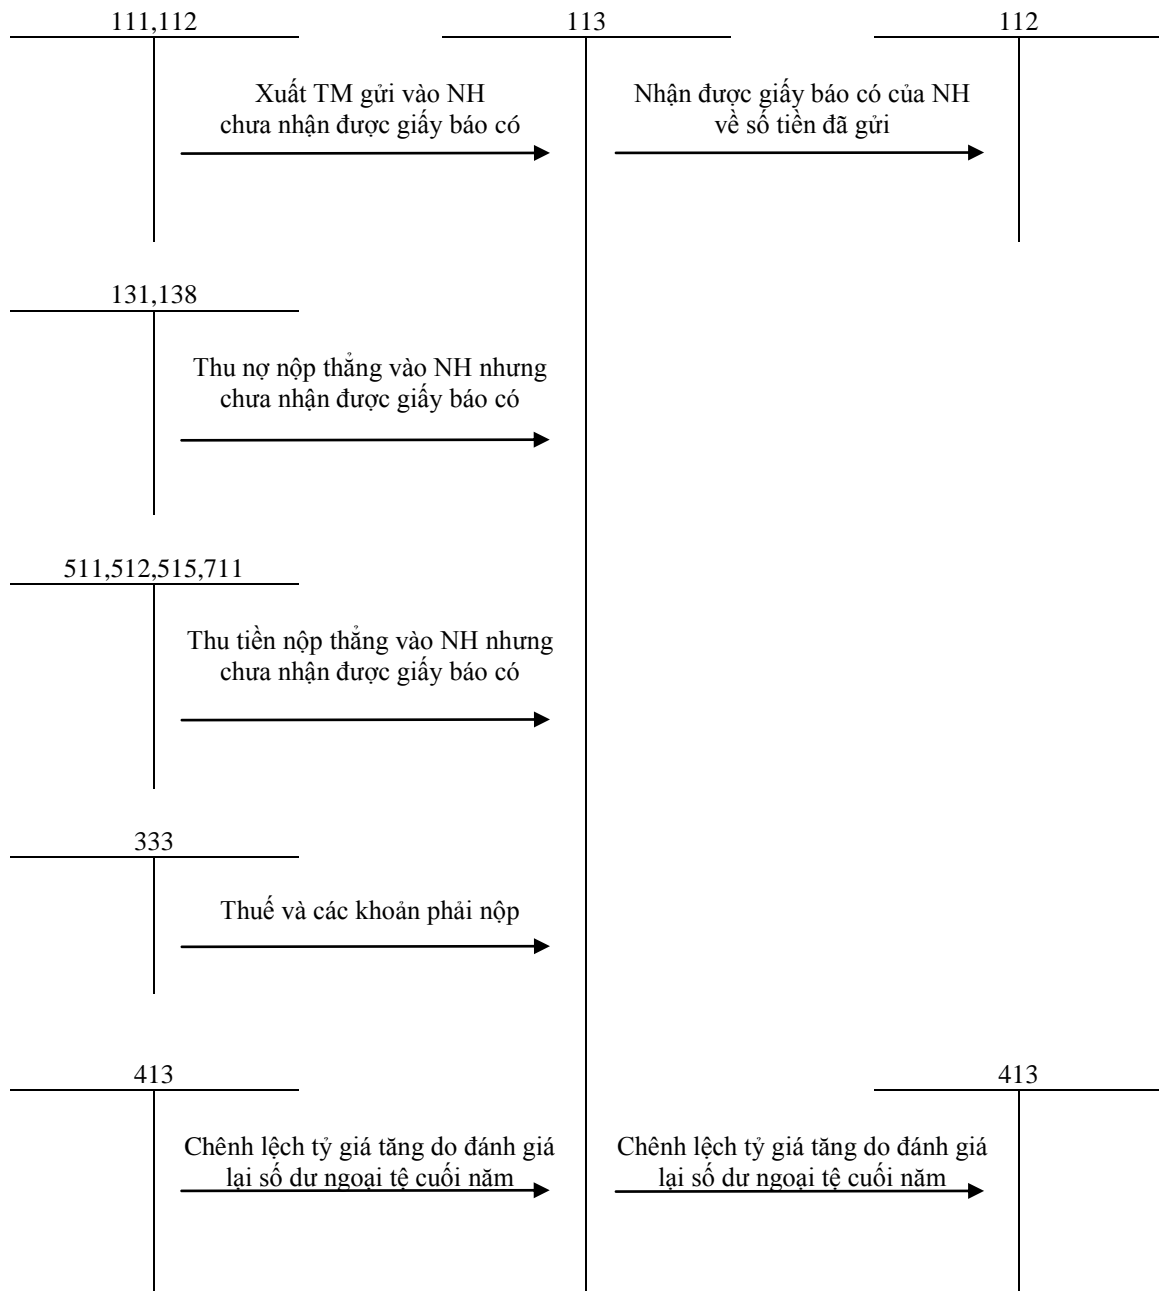 111,112
113
112
Xuất TM gửi vào NH
chưa nhận được giấy báo có
Nhận được giấy báo có của NH
về số tiền đã gửi
131,138
Thu nợ nộp thẳng vào NH nhưng
chưa nhận được giấy báo có
511,512,515,711
Thu tiền nộp thẳng vào NH nhưng
chưa nhận được giấy báo có
333
Thuế và các khoản phải nộp
413
413
Chênh lệch tỷ giá tăng do đánh giá
lại số dư ngoại tệ cuối năm
Chênh lệch tỷ giá tăng do đánh giá
lại số dư ngoại tệ cuối năm